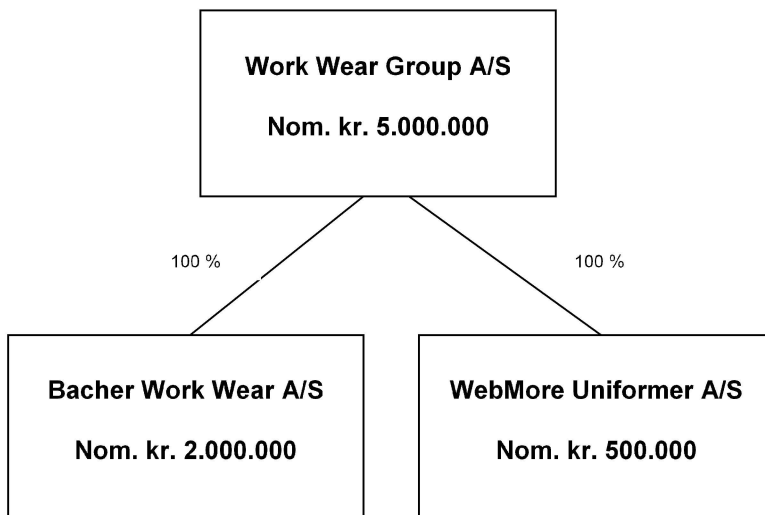 Work Wear Group A/S
Nom. kr. 5.000.000
100 %
100 %
Bacher Work Wear A/S
Nom. kr. 2.000.000
WebMore Uniformer A/S
Nom. kr. 500.000